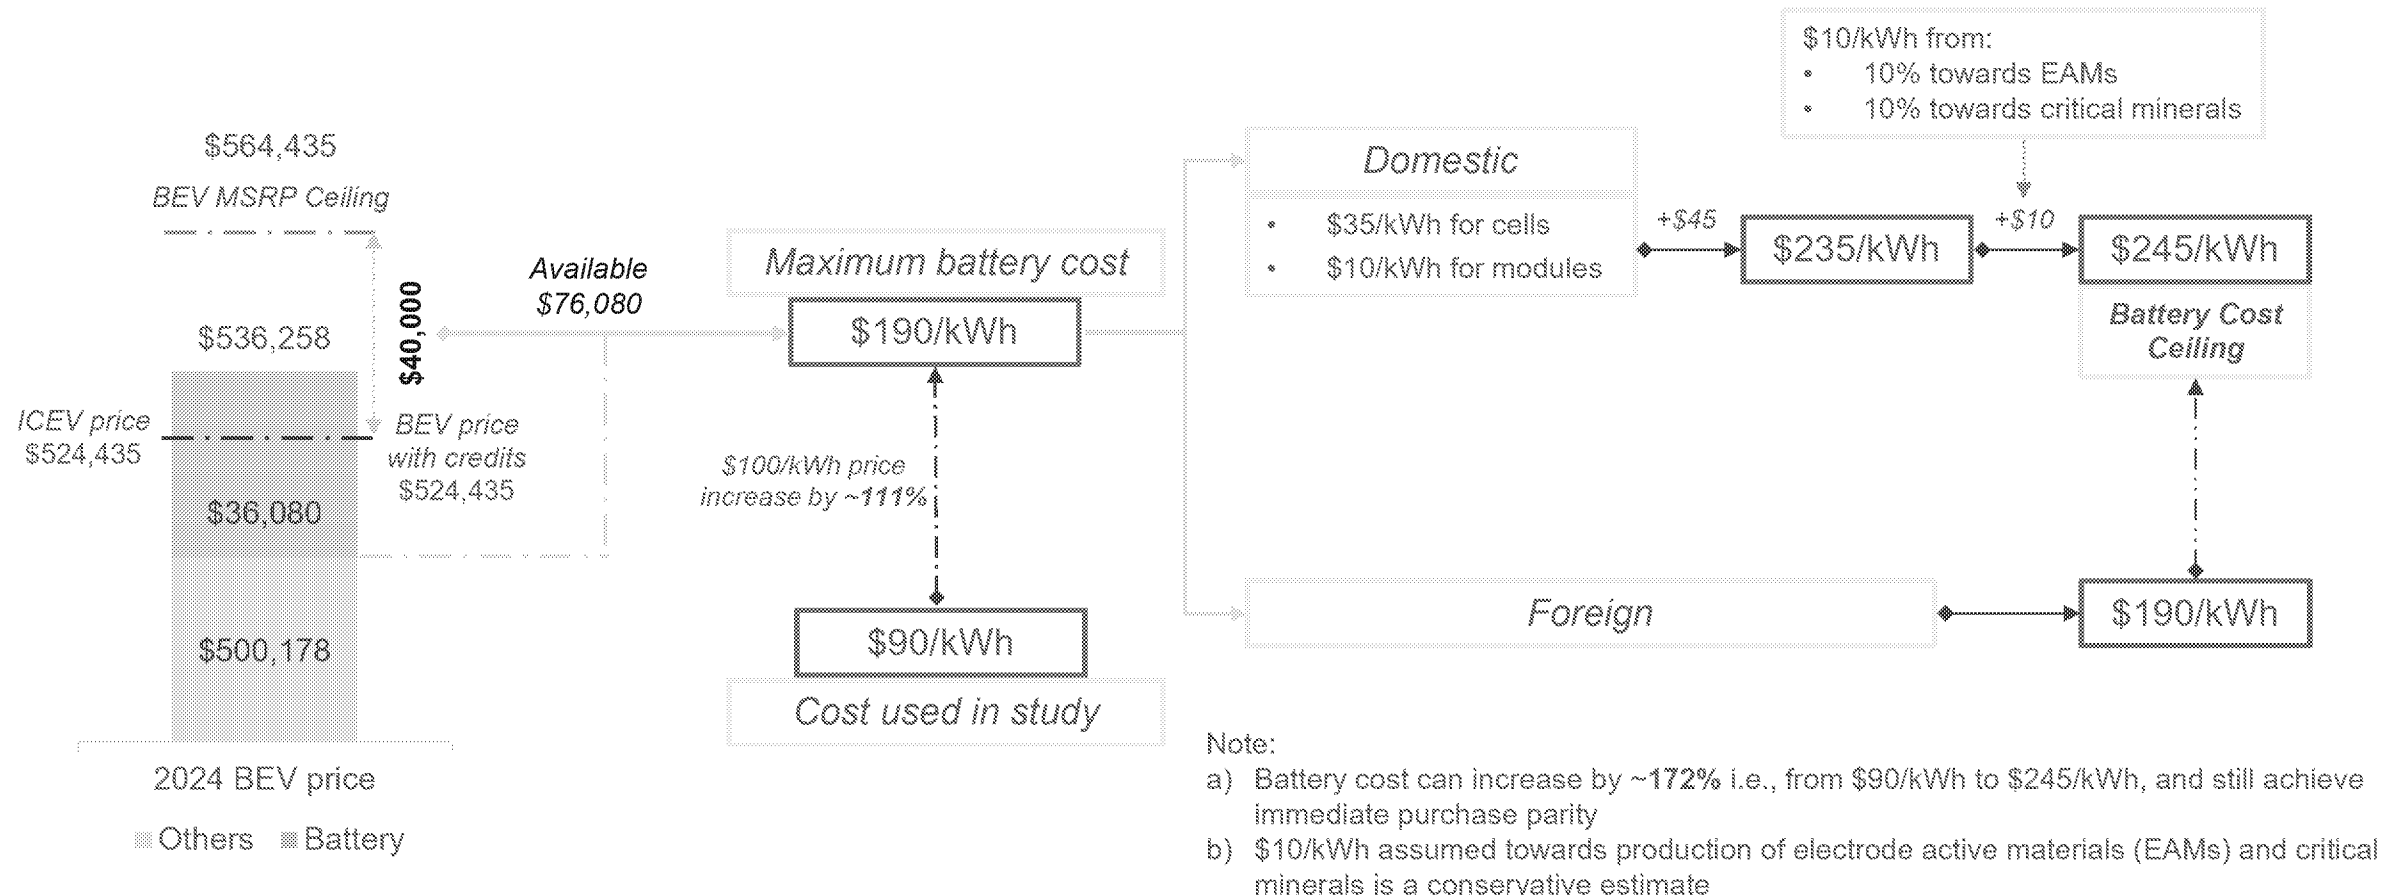 $564,435
BEV MSRP Ceiling
$536,258
$40,000
ICEV price
$524,435
BEV price
with credits
$524,435
$36,080
$500,178
2024 BEV price
Others
Battery
Available
$76,080
Maximum battery cost
$190/kWh
$100/kWh price
increase by ~111%
$90/kWh
Cost used in study
Domestic
• $35/kWh for cells
• $10/kWh for modules
+$45
$235/kWh
$10/kWh from:
• 10% towards EAMs
• 10% towards critical minerals
+$10
$245/kWh
Battery Cost
Ceiling
Foreign
$190/kWh
Note:
a) Battery cost can increase by ~172% i.e., from $90/kWh to $245/kWh, and still achieve
immediate purchase parity
b) $10/kWh assumed towards production of electrode active materials (EAMs) and critical
minerals is a conservative estimate